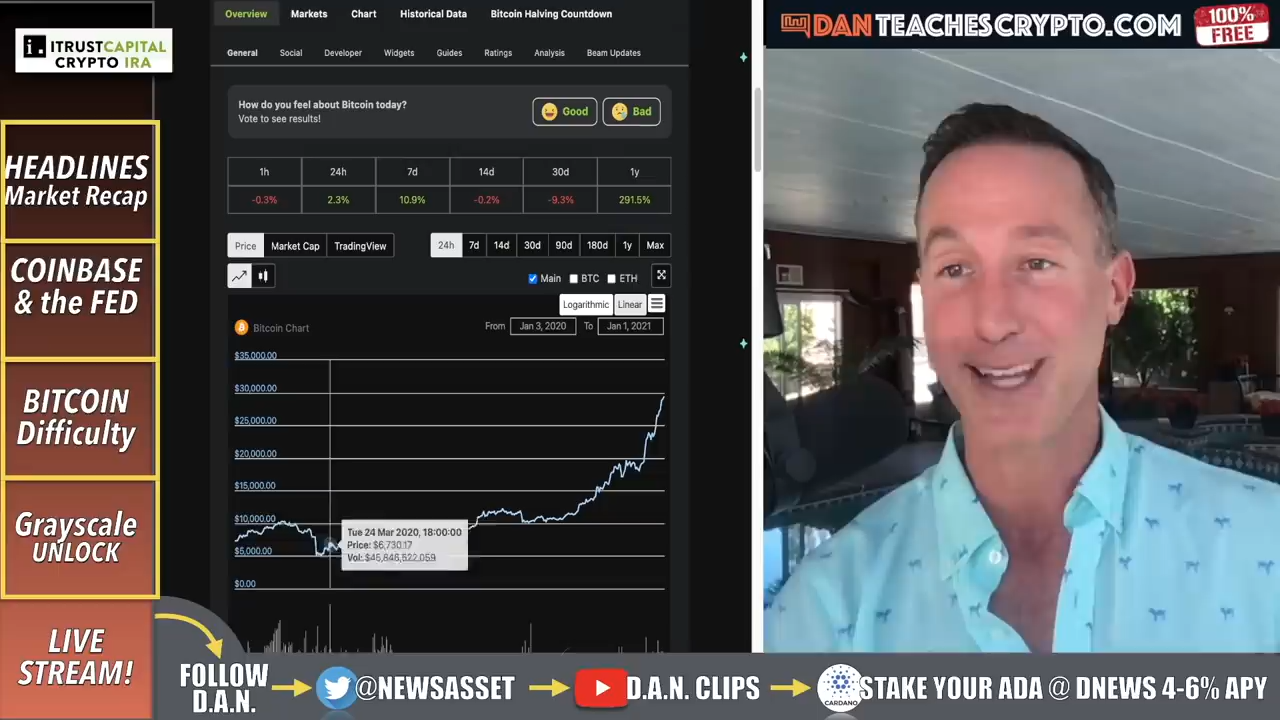 iTRUSTCAPITAL
CRYPTO IRA
HEADLINES
Market Recap
COINBASE
& the FED
BITCOIN
Difficulty
Grayscale
UNLOCK
LIVE
STREAM!
Overview Markets Chart Historical Data Bitcoin Halving Countdown
General Social Developer Widgets Guides Ratings Analysis Beam Updates
How do you feel about Bitcoin today?
Vote to see results!
Good Bad
1h 24h 7d 14d 30d 1y
-0.3% 2.3% 10.9% -0.2% -9.3% 291.5%
Price Market Cap TradingView 24h 7d 14d 30d 90d 180d 1y Max
Main BTC ETH
Logarithmic Linear
Bitcoin Chart From Jan 3, 2020 To Jan 1, 2021
$35,000.00
$30,000.00
$25,000.00
$20,000.00
$15,000.00
$10,000.00
$5,000.00
$0.00
Tue 24 Mar 2020, 18:00:00
Price: $6,730.17
Vol: $45,846,522,059
DANTEACHESCRYPTO.COM
100%
FREE
FOLLOW
D.A.N.
@NEWSASSET
D.A.N. CLIPS
CARDANO
STAKE YOUR ADA @ DNEWS 4-6% APY